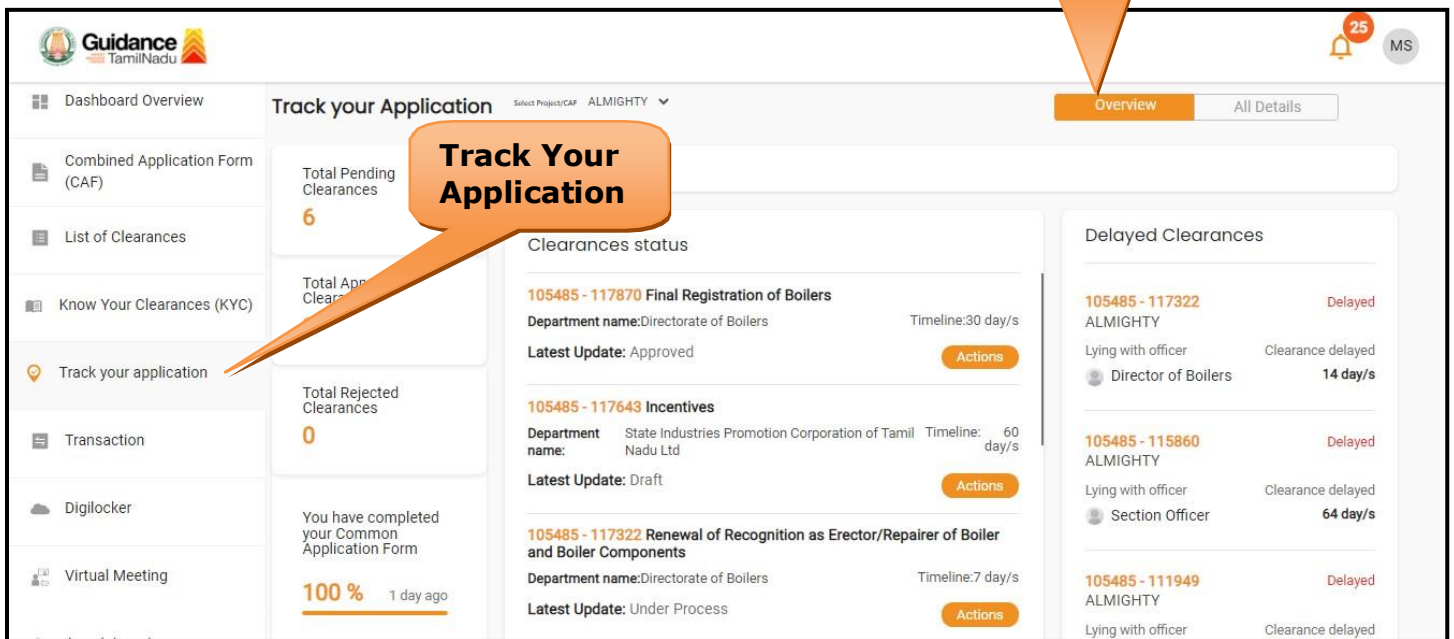 Guidance
TamilNadu
25
MS
Dashboard Overview
Combined Application Form
(CAF)
List of Clearances
Know Your Clearances (KYC)
Track your application
Transaction
Digilocker
Virtual Meeting
Track your Application Select Project/CAF ALMIGHTY
Overview All Details
Track Your
Application
Total Pending
Clearances
6
Total
Total Rejected
Clearances
0
You have completed
your Common
Application Form
100 % 1 day ago
Clearances status
105485 - 117870 Final Registration of Boilers
Department name:Directorate of Boilers Timeline:30 day/s
Latest Update: Approved Actions
105485 - 117643 Incentives
Department State Industries Promotion Corporation of Tamil Timeline: 60
name: Nadu Ltd day/s
Latest Update: Draft Actions
105485 - 117322 Renewal of Recognition as Erector/Repairer of Boiler
and Boiler Components
Department name:Directorate of Boilers Timeline:7 day/s
Latest Update: Under Process Actions
Delayed Clearances
105485 - 117322 Delayed
ALMIGHTY
Lying with officer Clearance delayed
Director of Boilers 14 day/s
105485 - 115860 Delayed
ALMIGHTY
Lying with officer Clearance delayed
Section Officer 64 day/s
105485 - 111949 Delayed
ALMIGHTY
Lying with officer Clearance delayed